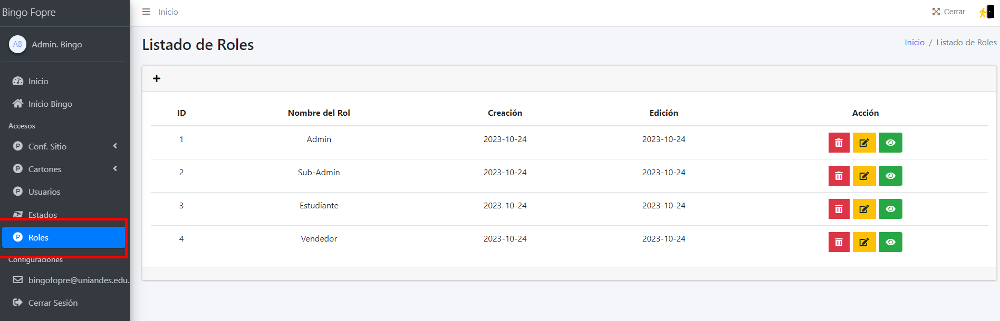 Bingo Fopre
Inicio
Cerrar
AB
Admin. Bingo
Inicio
Inicio Bingo
Accesos
P Conf. Sitio
P Cartones
P Usuarios
Estados
P Roles
Configuraciones
bingofopre@uniandes.edu.
Cerrar Sesión
Listado de Roles
Inicio / Listado de Roles
ID Nombre del Rol Creación Edición Acción
1 Admin 2023-10-24 2023-10-24
2 Sub-Admin 2023-10-24 2023-10-24
3 Estudiante 2023-10-24 2023-10-24
4 Vendedor 2023-10-24 2023-10-24